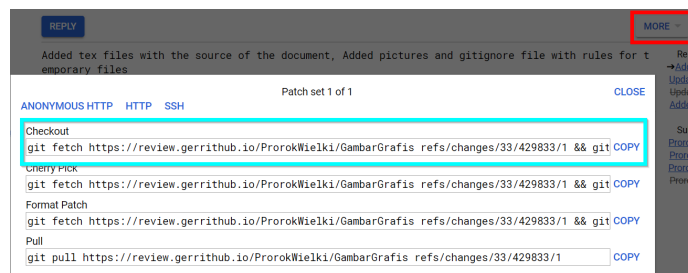 REPLY
MORE
Added tex files with the source of the document, Added pictures and gitignore file with rules for t
emporary files
Patch set 1 of 1
CLOSE
ANONYMOUS HTTP HTTP SSH
Checkout
git fetch https://review.gerrithub.io/ProrokWielki/GambarGrafis refs/changes/33/429833/1 && git COPY
Cherry Pick
git fetch https://review.gerrithub.io/ProrokWielki/GambarGrafis refs/changes/33/429833/1 && git COPY
Format Patch
git fetch https://review.gerrithub.io/ProrokWielki/GambarGrafis refs/changes/33/429833/1 && git COPY
Pull
git pull https://review.gerrithub.io/ProrokWielki/GambarGrafis refs/changes/33/429833/1 COPY